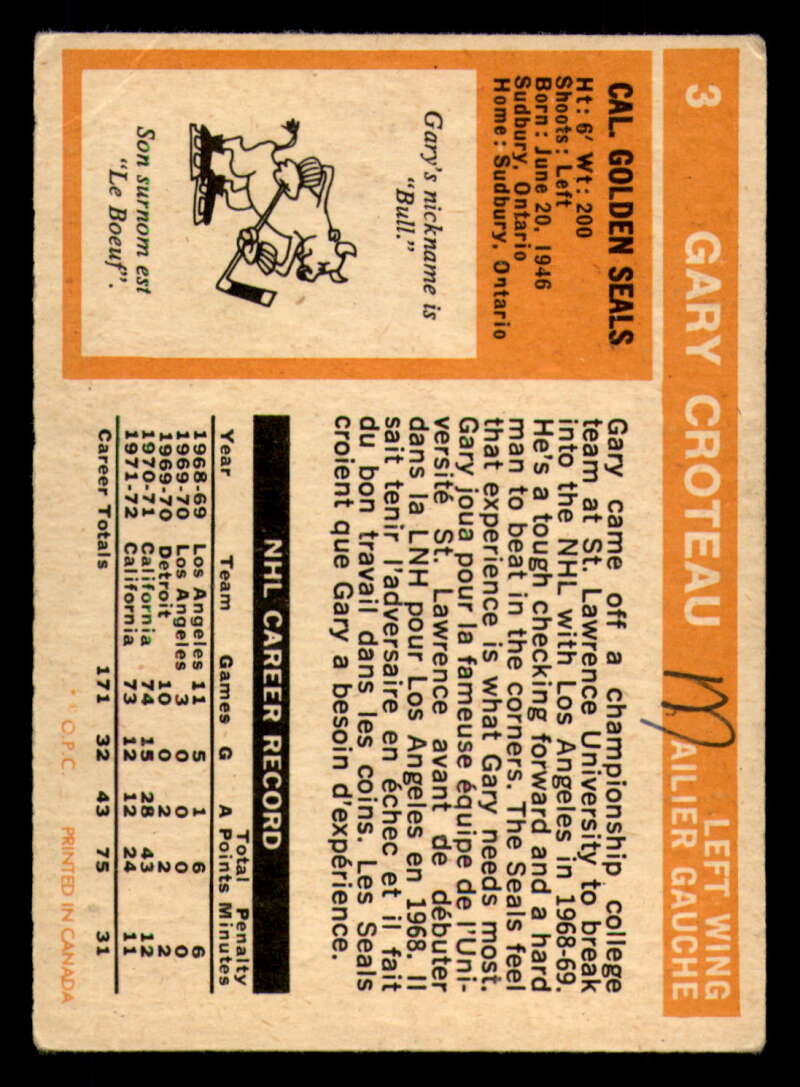 3 GARY CROTEAU
LEFT WING
AILIER GAUCHE
CAL. GOLDEN SEALS
Ht: 6' Wt: 200
Shoots: Left
Born: June 20, 1946
Sudbury, Ontario
Home: Sudbury, Ontario
Gary's nickname is
"Bull."
Son surnom est
"Le Boeuf".
Gary came off a championship college
team at St. Lawrence University to break
into the NHL with Los Angeles in 1968-69.
He's a tough checking forward and a hard
man to beat in the corners. The Seals feel
that experience is what Gary needs most.
Gary joua pour la fameuse équipe de l'Uni-
versité St. Lawrence avant de débuter
dans la LNH pour Los Angeles en 1968. Il
sait tenir l'adversaire en échec et il fait
du bon travail dans les coins. Les Seals
croient que Gary a besoin d'expérience.
NHL CAREER RECORD
Total Penalty
Year Team Games G A Points Minutes
1968-69 Los Angeles 11 5 1 6 6
1969-70 Los Angeles 3 0 0 0 0
1969-70 Detroit 10 0 2 2 2
1970-71 California 74 15 28 43 12
1971-72 California 73 12 12 24 11
Career Totals 171 32 43 75 31
* © O.P.C. PRINTED IN CANADA